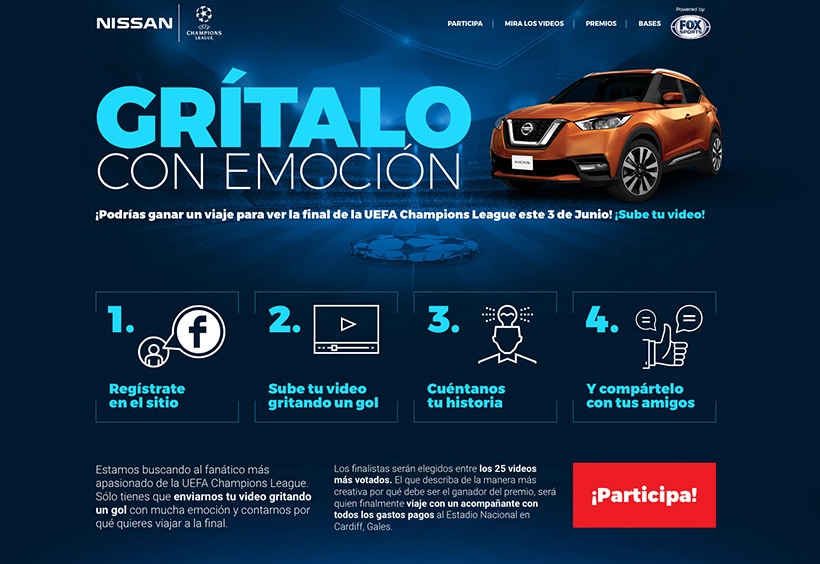 NISSAN
CHAMPIONS
LEAGUE
PARTICIPA
MIRA LOS VIDEOS
PREMIOS
BASES
Powered by
FOX
SPORTS
GRÍTALO
CON EMOCIÓN
¡Podrías ganar un viaje para ver la final de la UEFA Champions League este 3 de Junio! ¡Sube tu video!
1.
Regístrate
en el sitio
2.
Sube tu video
gritando un gol
3.
Cuéntanos
tu historia
4.
Y compártelo
con tus amigos
Estamos buscando al fanático más
apasionado de la UEFA Champions League.
Sólo tienes que enviarnos tu video gritando
un gol con mucha emoción y contarnos por
qué quieres viajar a la final.
Los finalistas serán elegidos entre los 25 videos
más votados. El que describa de la manera más
creativa por qué debe ser el ganador del premio, será
quien finalmente viaje con un acompañante con
todos los gastos pagos al Estadio Nacional en
Cardiff, Gales.
¡Participa!